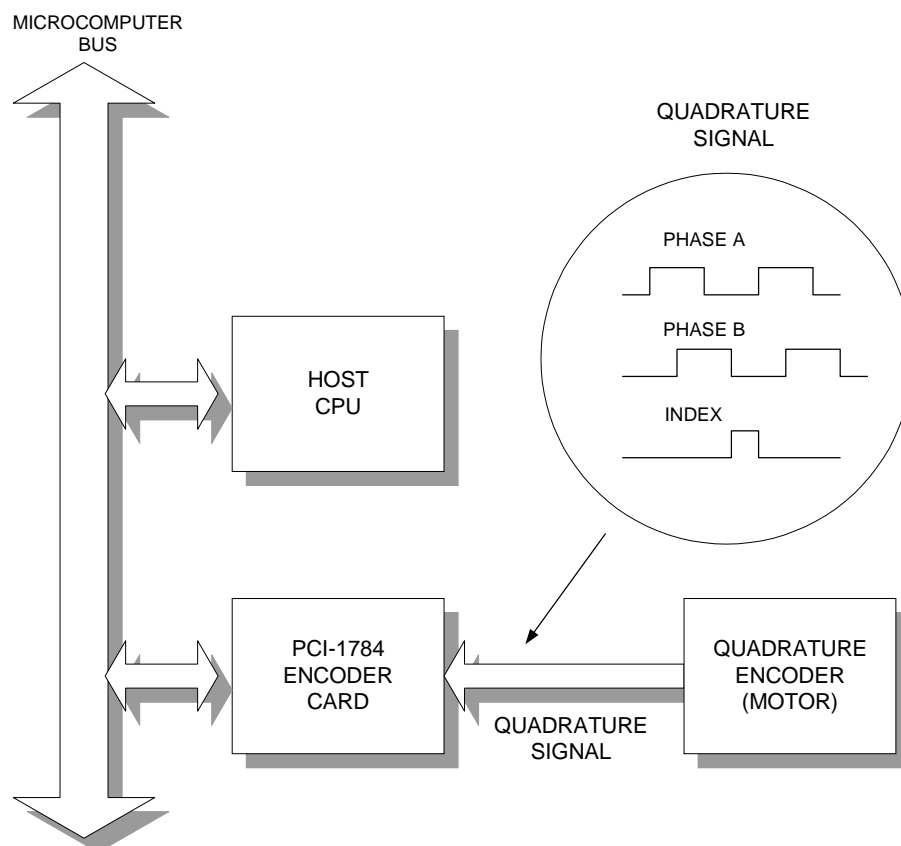 MICROCOMPUTER
BUS
QUADRATURE
SIGNAL
PHASE A
PHASE B
INDEX
HOST
CPU
PCI-1784
ENCODER
CARD
QUADRATURE
ENCODER
(MOTOR)
QUADRATURE
SIGNAL